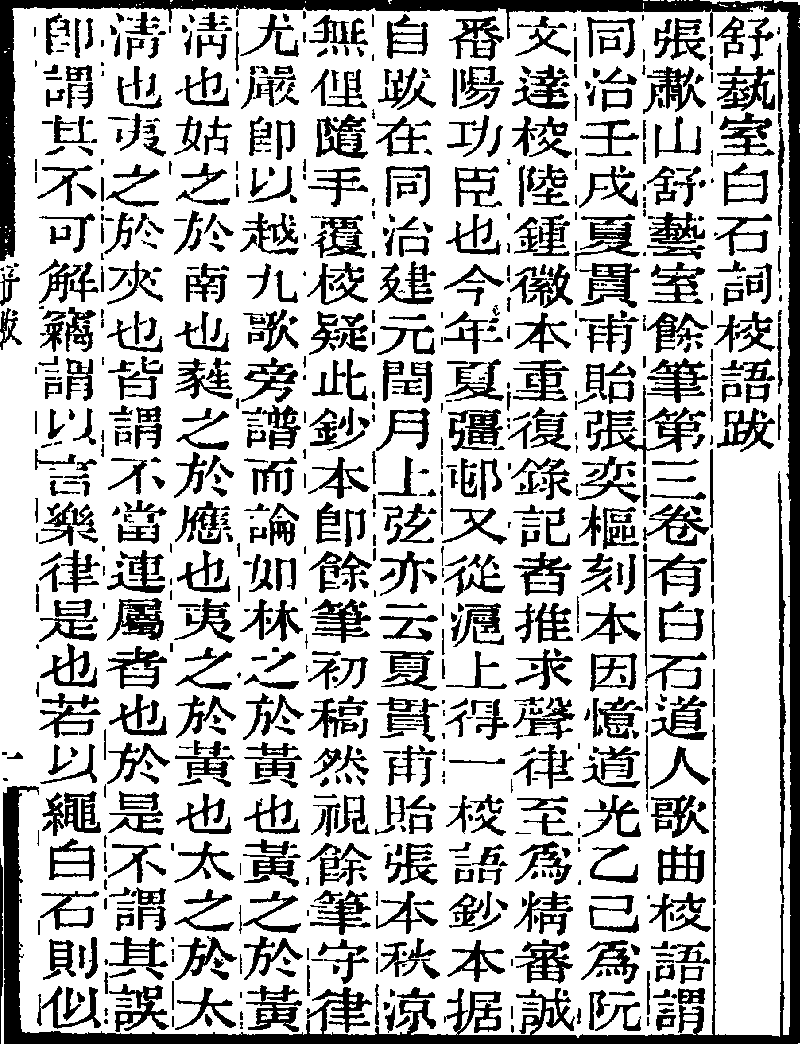 舒蓺室白石詞校語跋
張嘯山舒藝室餘筆第三卷有白石道人歌曲校語謂
同治壬戌夏貫甫貽張奕樞刻本因憶道光乙巳爲阮
文達校陸鍾徽本重復錄記者推求聲律至爲精審誠
番陽功臣也今年夏彊邨又從滬上得一校語鈔本据
自跋在同治建元閏月上弦亦云夏貫甫貽張本秋涼
無俚隨手覆校疑此鈔本卽餘筆初稿然視餘筆守律
尤嚴卽以越九歌旁譜而論如林之於黃也黃之於黃
淸也姑之於南也蕤之於應也夷之於黃也太之於太
淸也夷之於夾也皆謂不當連屬者也於是不謂其誤
卽謂其不可解竊謂以言樂律是也若以繩白石則似